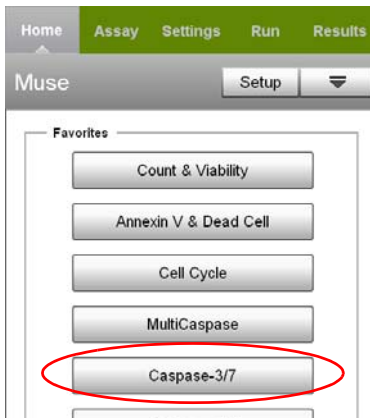 Home Assay Settings Run Results
Muse Setup
Favorites
Count & Viability
Annexin V & Dead Cell
Cell Cycle
MultiCaspase
Caspase-3/7